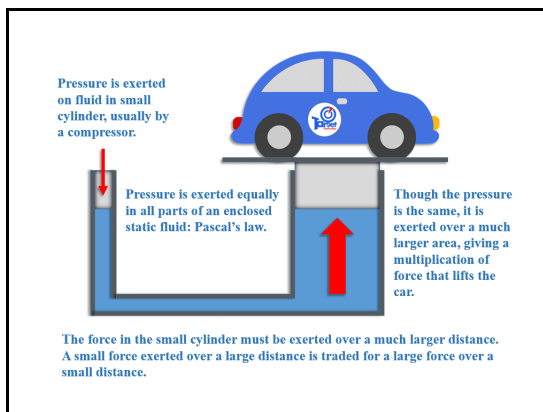 Pressure is exerted
on fluid in small
cylinder, usually by
a compressor.
Target
Pressure is exerted equally
in all parts of an enclosed
static fluid: Pascal's law.
Though the pressure
is the same, it is
exerted over a much
larger area, giving a
multiplication of
force that lifts the
car.
The force in the small cylinder must be exerted over a much larger distance.
A small force exerted over a large distance is traded for a large force over a
small distance.